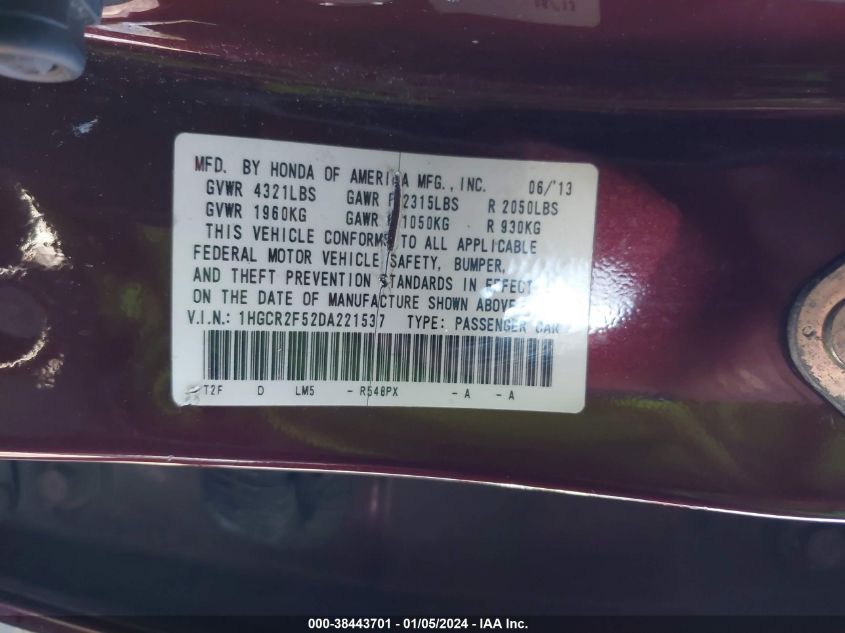 MFD. BY HONDA OF AMERICA MFG., INC. 06/'13
GVWR 4321LBS GAWR F 2315LBS R 2050LBS
GVWR 1960KG GAWR F 1050KG R 930KG
THIS VEHICLE CONFORMS TO ALL APPLICABLE
FEDERAL MOTOR VEHICLE SAFETY, BUMPER,
AND THEFT PREVENTION STANDARDS IN EFFECT
ON THE DATE OF MANUFACTURE SHOWN ABOVE.
V.I.N.: 1HGCR2F52DA221537 TYPE: PASSENGER CAR
T2F D LM5 - R548PX - A - A
000-38443701 - 01/05/2024 - IAA Inc.